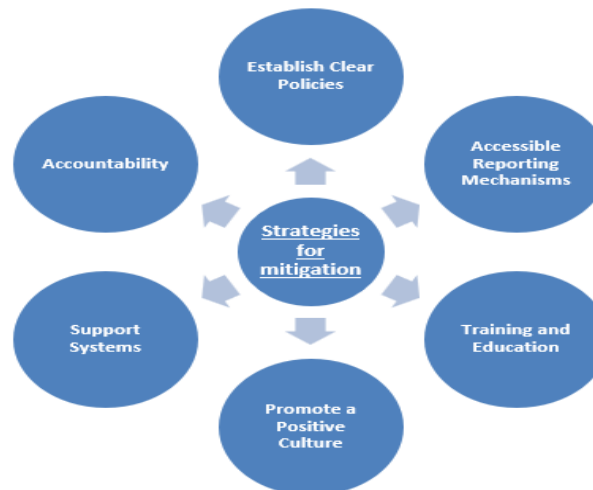 Establish Clear
Policies
Accessible
Reporting
Mechanisms
Training and
Education
Promote a
Positive
Culture
Support
Systems
Accountability
Strategies
for
mitigation